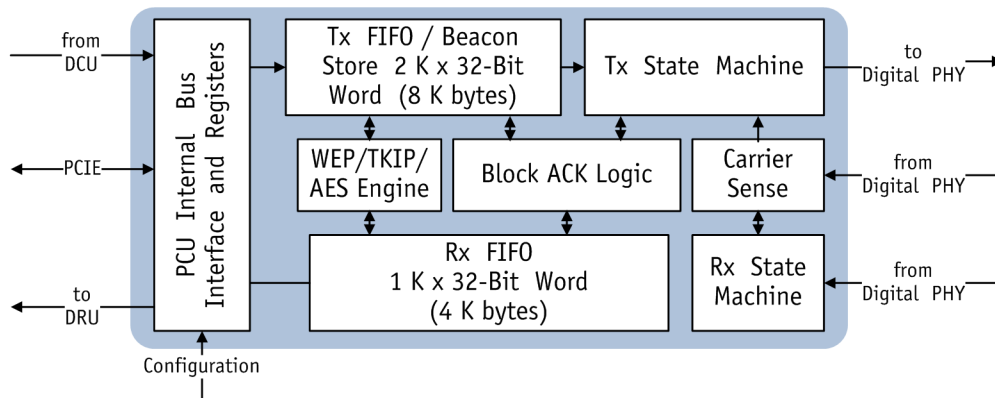 from
DCU
PCIE
to
DRU
Configuration
PCU Internal Bus
Interface and Registers
Tx FIFO / Beacon
Store 2 K x 32-Bit
Word (8 K bytes)
Tx State Machine
to
Digital PHY
WEP/TKIP/
AES Engine
Block ACK Logic
Carrier
Sense
from
Digital PHY
Rx FIFO
1 K x 32-Bit Word
(4 K bytes)
Rx State
Machine
from
Digital PHY